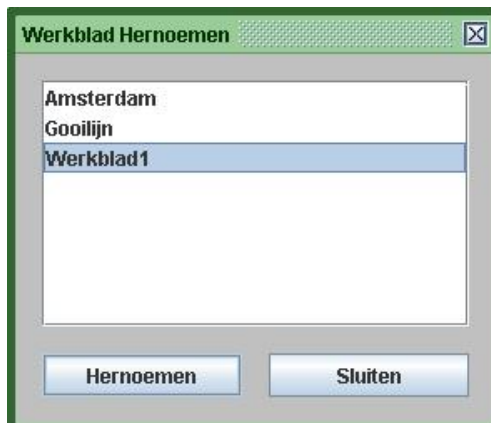 Werkblad Hernoemen
Amsterdam
Gooilijn
Werkblad1
Hernoemen
Sluiten